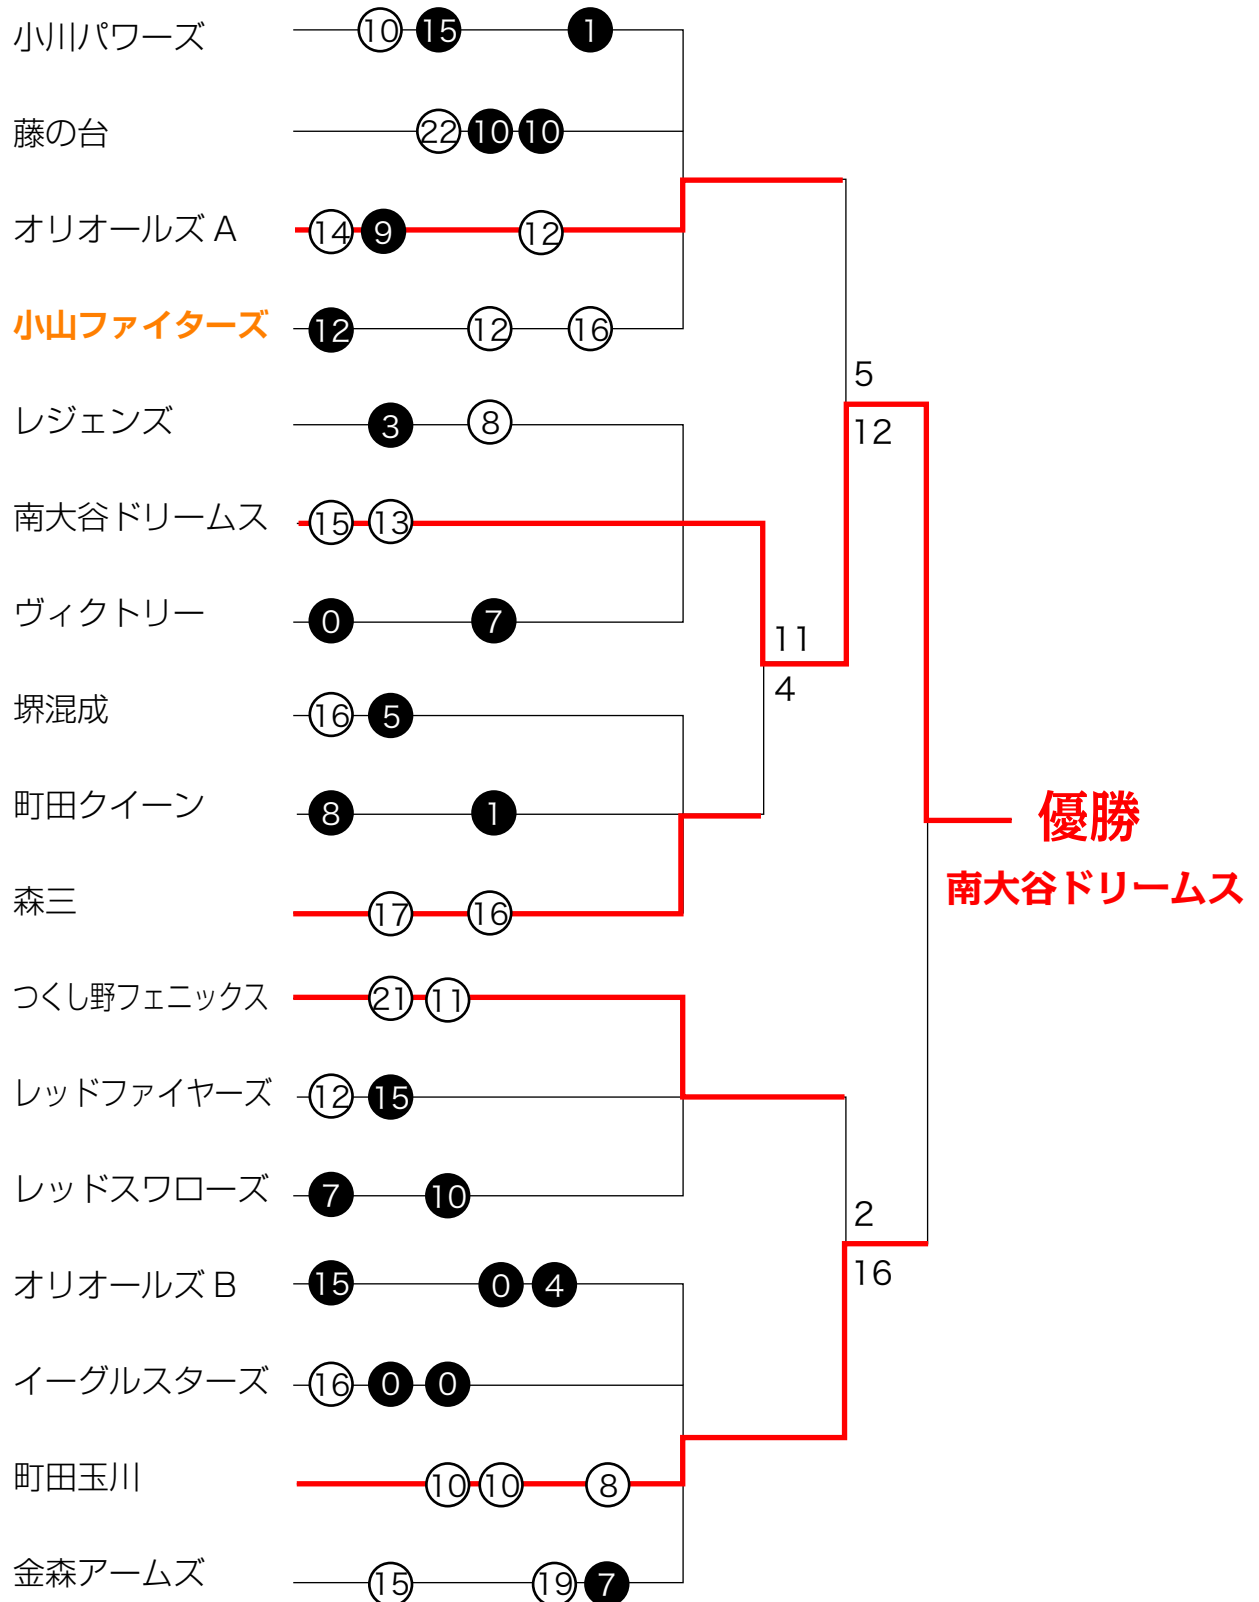 小川パワーズ 10 15 1
藤の台 22 10 10
オリオールズ A 14 9 12
小山ファイターズ 12 12 16
5
レジェンズ 3 8
12
南大谷ドリームス 15 13
ヴィクトリー 0 7
11
4
堺混成 16 5
町田クイーン 8 1
優勝
南大谷ドリームス
森三 17 16
つくし野フェニックス 21 11
レッドファイヤーズ 12 15
レッドスワローズ 7 10
2
16
オリオールズ B 15 0 4
イーグルスターズ 16 0 0
町田玉川 10 10 8
金森アームズ 15 19 7